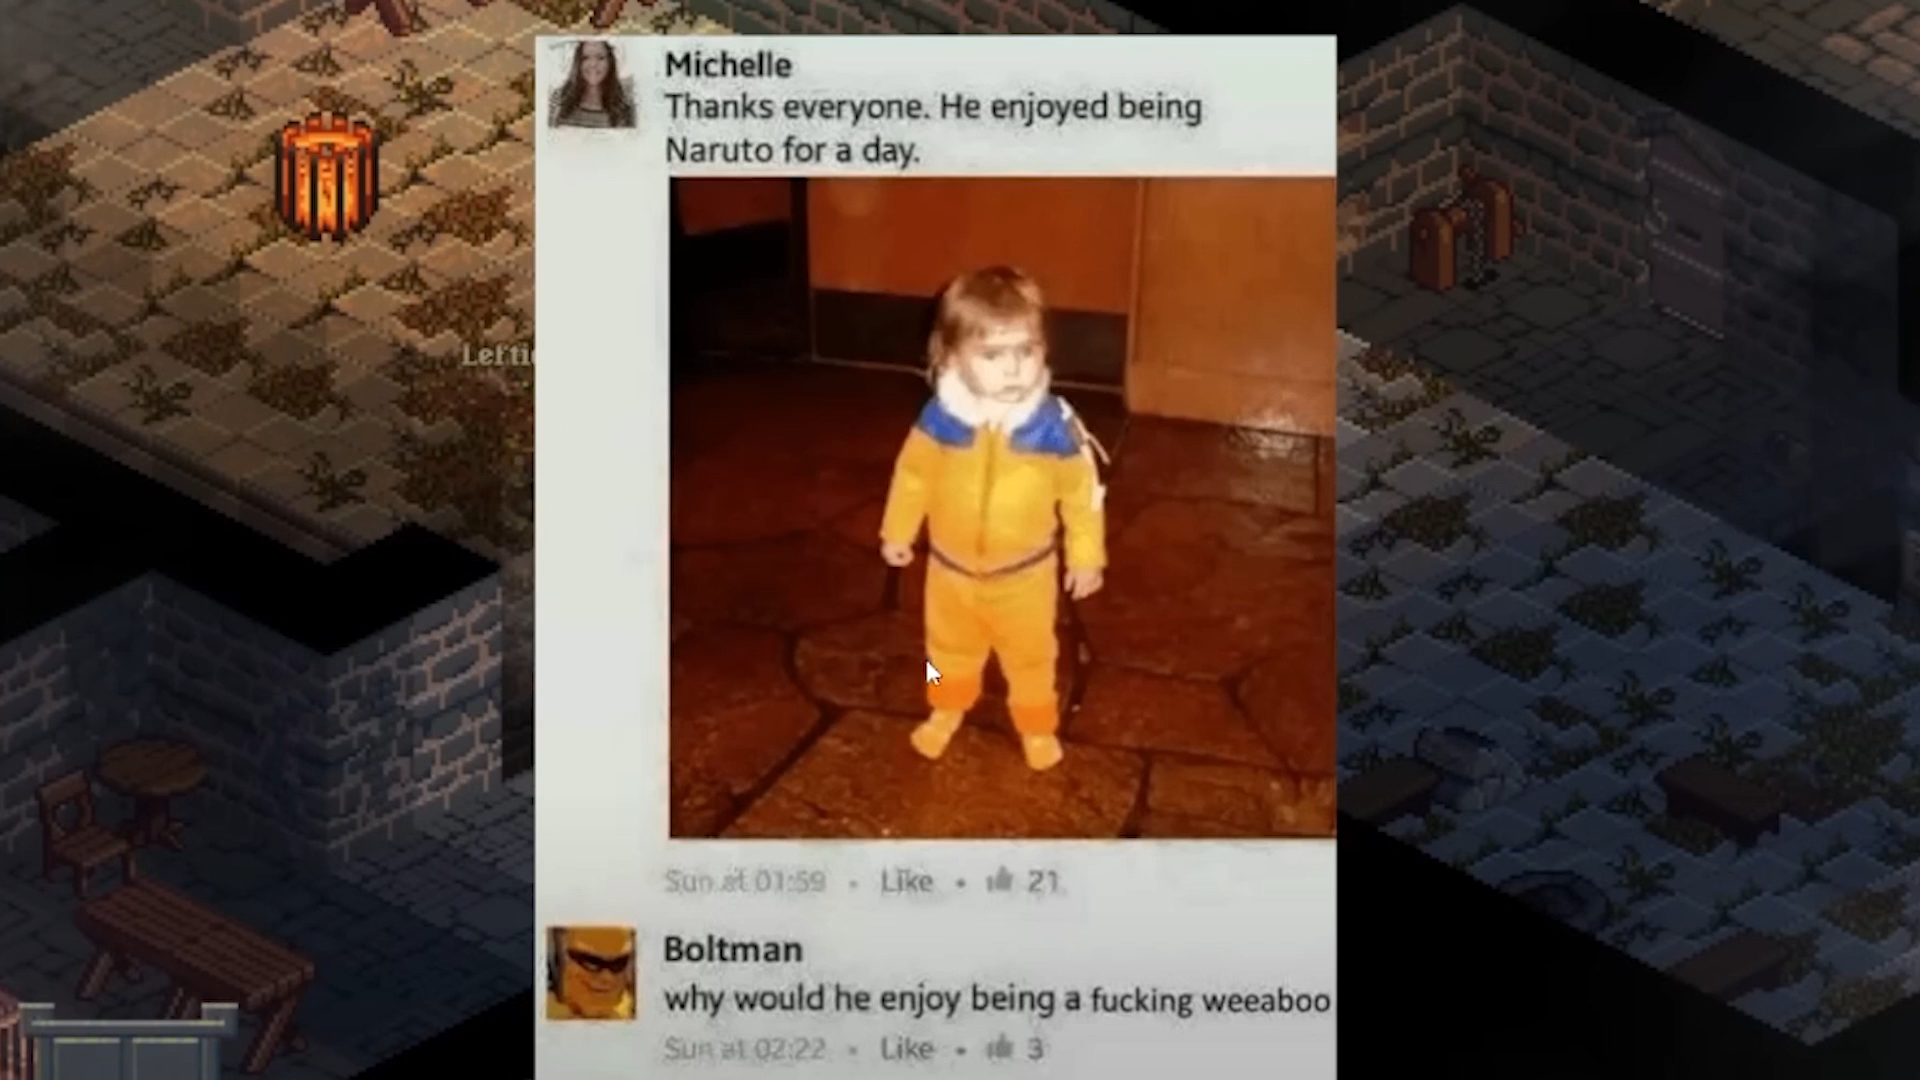 Michelle
Thanks everyone. He enjoyed being
Naruto for a day.
Lefti
Sun at 01:59 • Like • 21
Boltman
why would he enjoy being a fucking weeaboo
Sun at 02:22 • Like • 3